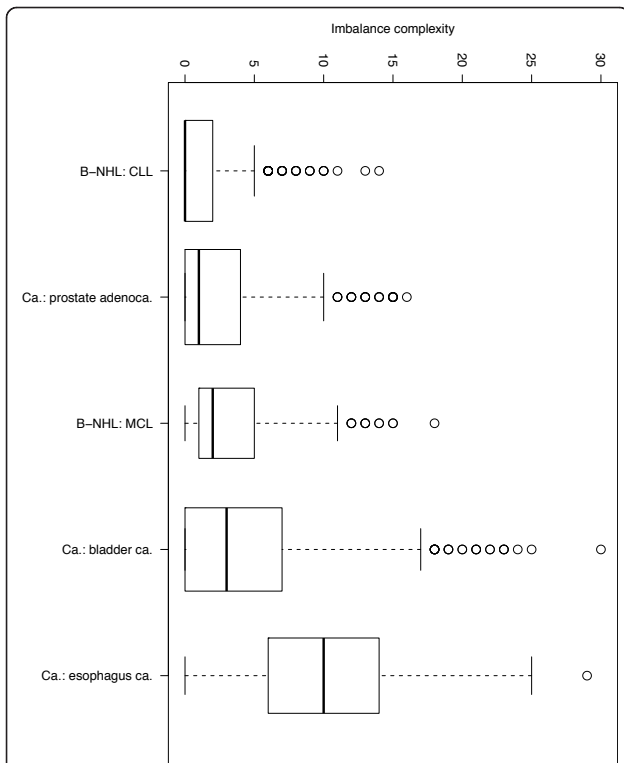 Imbalance complexity
0 5 10 15 20 25 30
B−NHL: CLL
Ca.: prostate adenoca.
B−NHL: MCL
Ca.: bladder ca.
Ca.: esophagus ca.